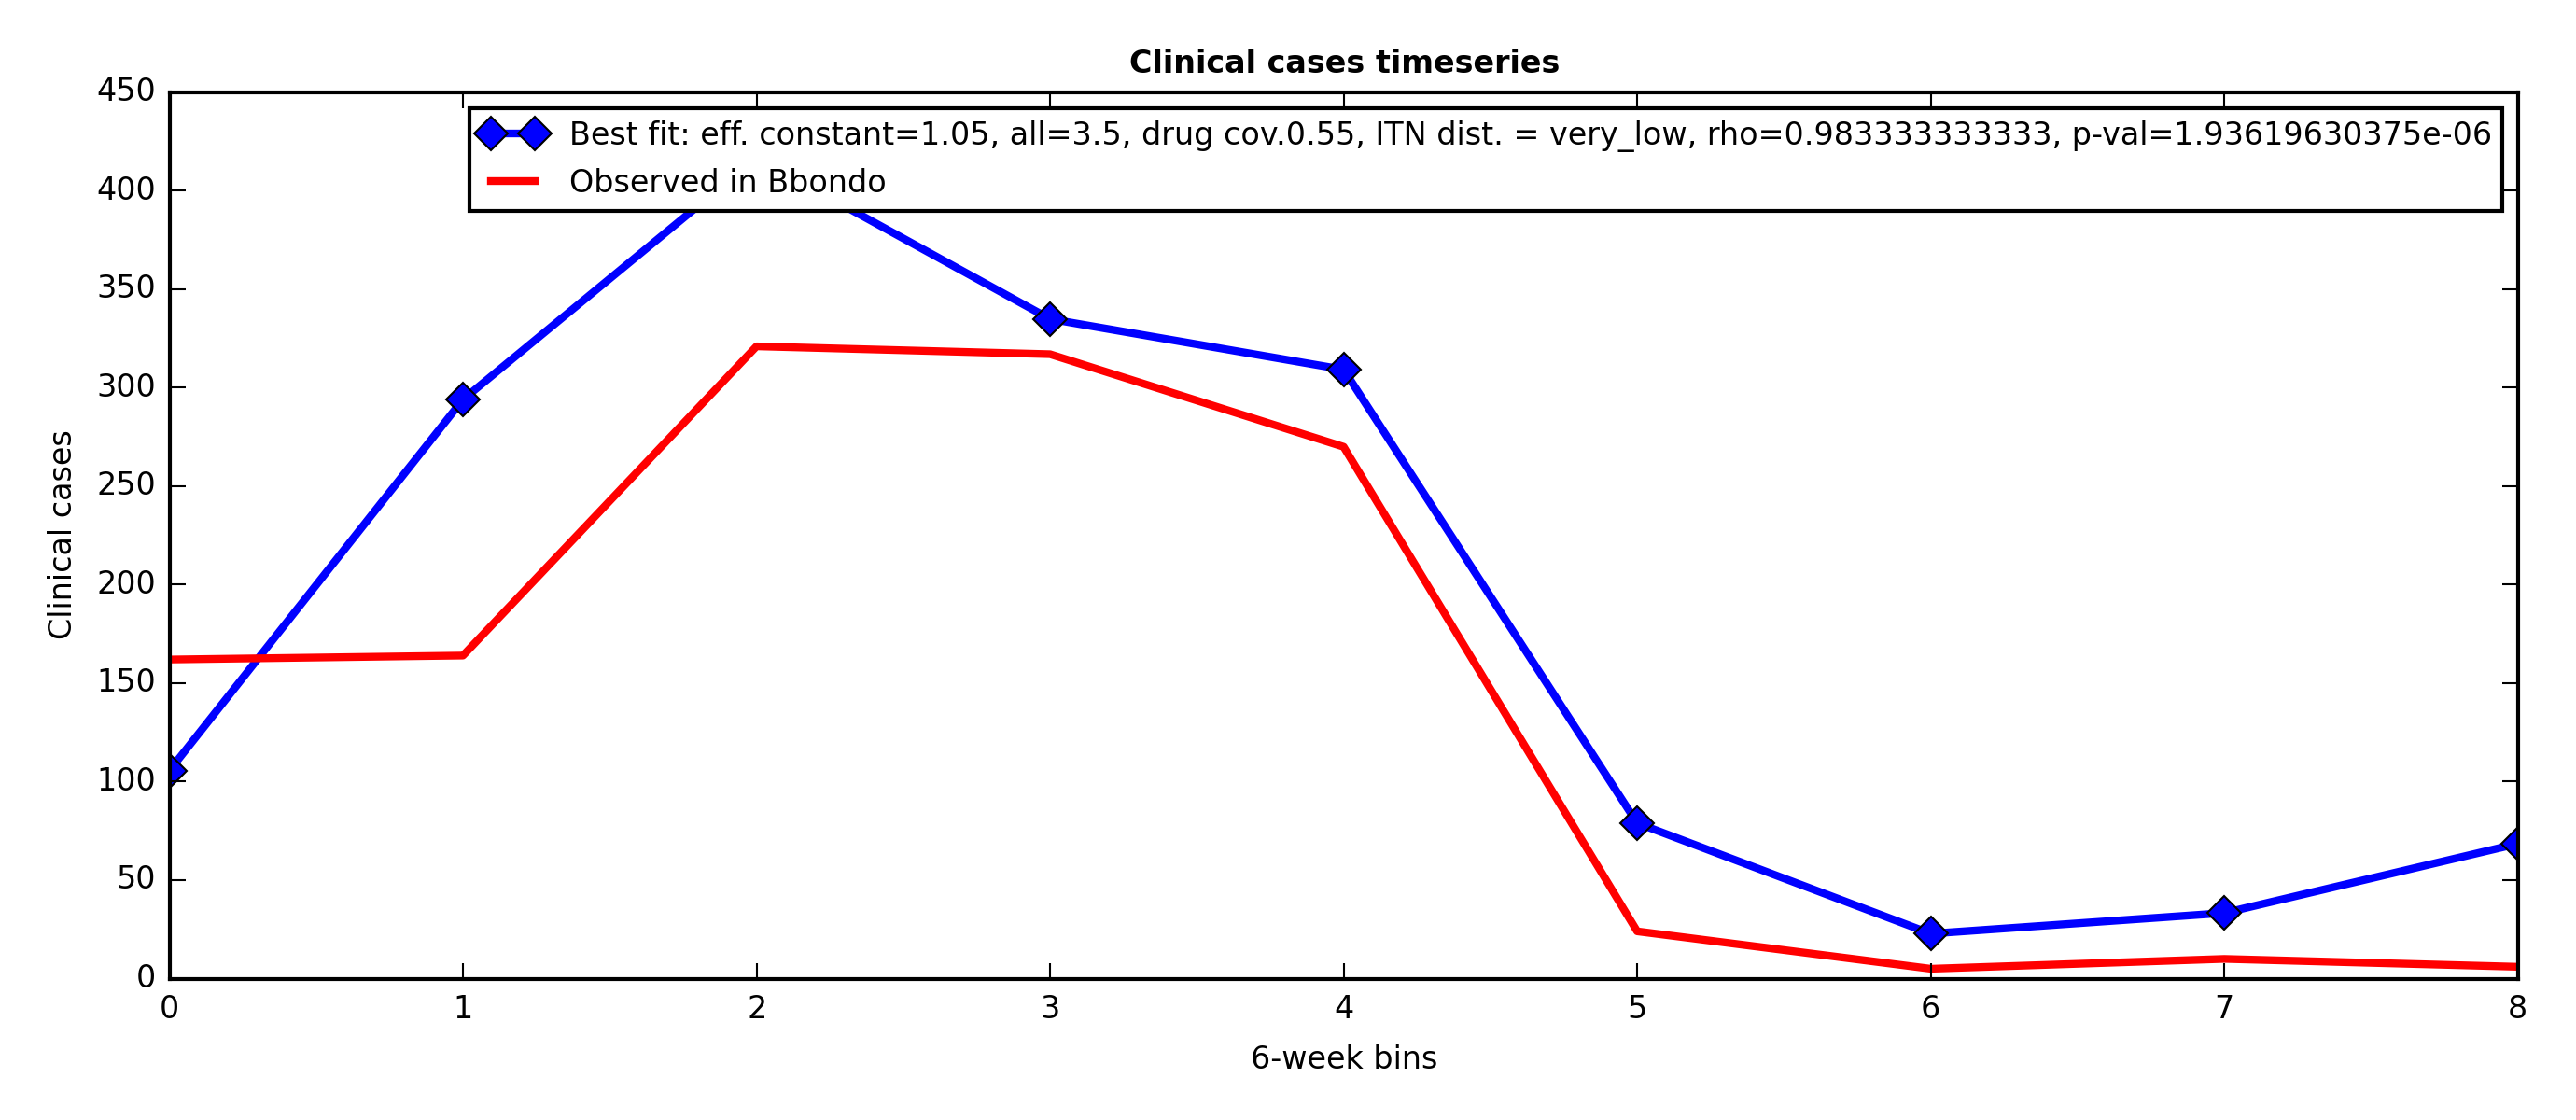 Clinical cases timeseries
450
400
350
300
250
200
150
100
50
0
Clinical cases
Best fit: eff. constant=1.05, all=3.5, drug cov.0.55, ITN dist. = very_low, rho=0.983333333333, p-val=1.93619630375e-06
Observed in Bbondo
0 1 2 3 4 5 6 7 8
6-week bins